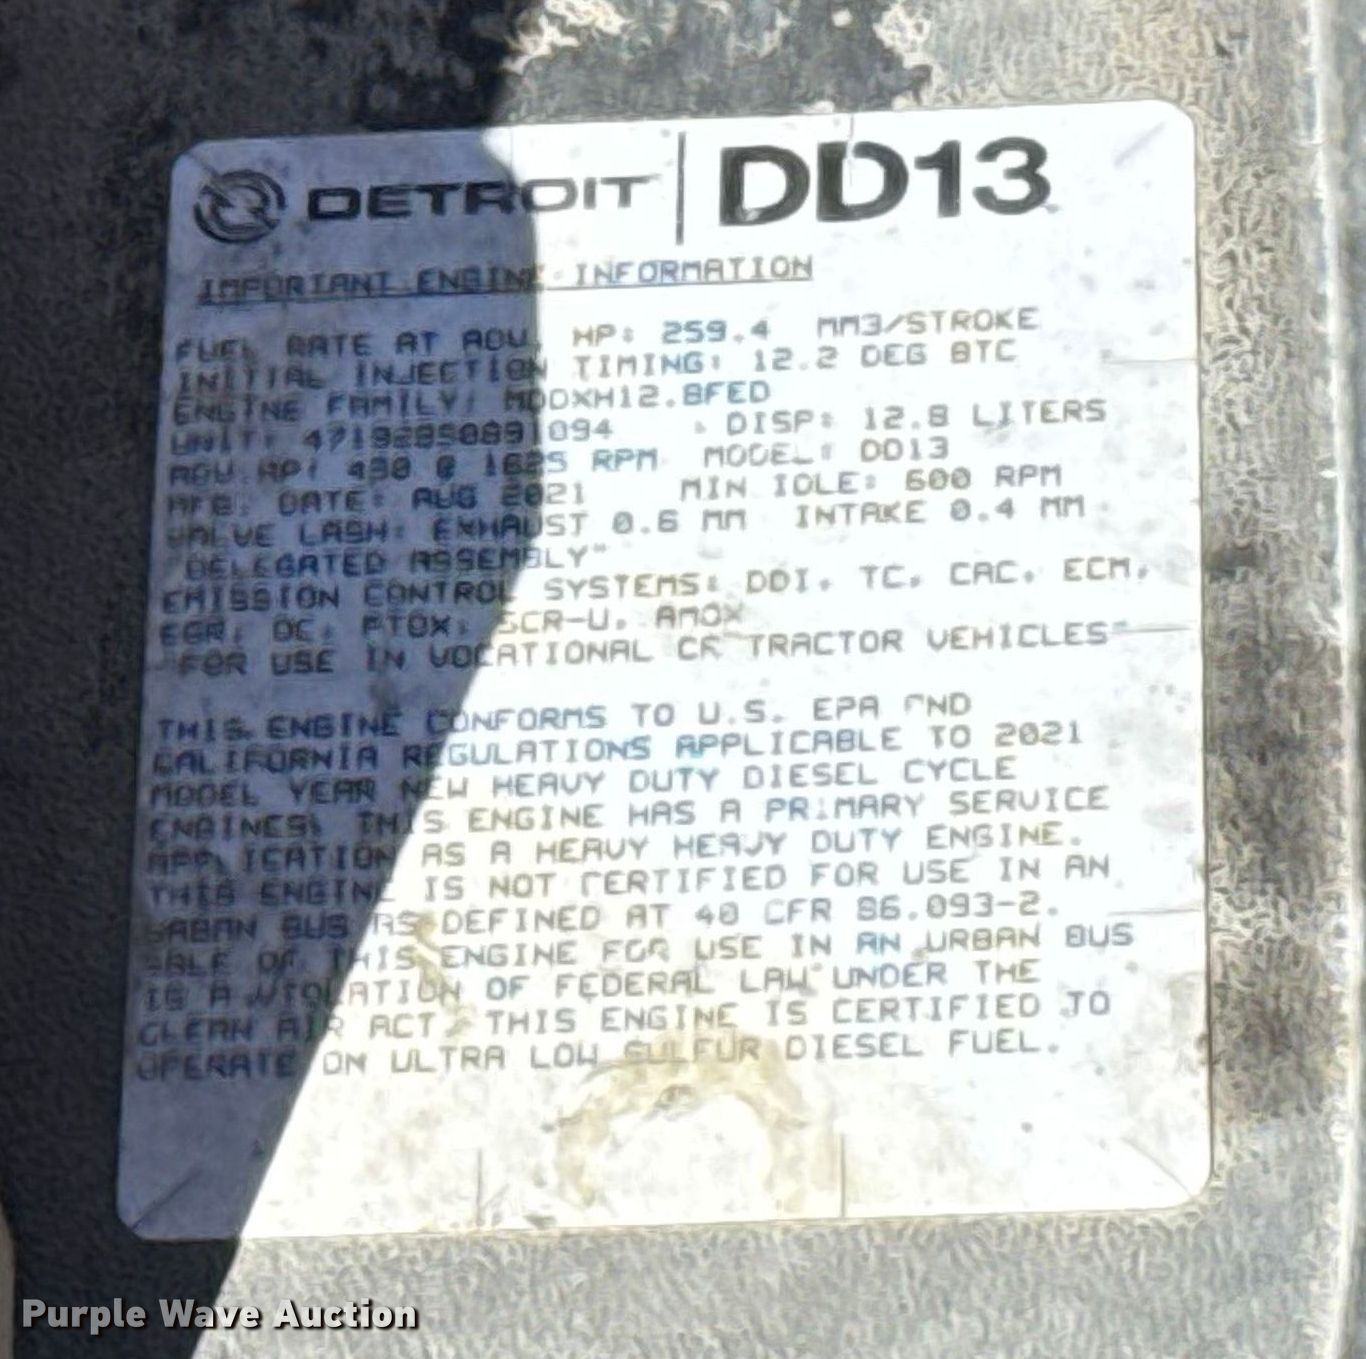 DETROIT | DD13
IMPORTANT ENGINE INFORMATION
FUEL RATE AT ADV. HP: 259.4 MM3/STROKE
INITIAL INJECTION TIMING: 12.2 DEG BTC
ENGINE FAMILY: MDDXH12.8FED
UNIT: DISP: 12.8 LITERS
ADV HP: 430 @ 1625 RPM MODEL: DD13
MFG. DATE: AUG 2021 MIN IDLE: 600 RPM
VALVE LASH: EXHAUST 0.6 MM INTAKE 0.4 MM
"DELEGATED ASSEMBLY"
EMISSION CONTROL SYSTEMS: DDI, TC, CAC, ECM,
EGR, OC, PTOX, SCR-U, AMOX
"FOR USE IN VOCATIONAL OR TRACTOR VEHICLES"
THIS ENGINE CONFORMS TO U.S. EPA AND
CALIFORNIA REGULATIONS APPLICABLE TO 2021
MODEL YEAR NEW HEAVY DUTY DIESEL CYCLE
ENGINES. THIS ENGINE HAS A PRIMARY SERVICE
APPLICATION AS A HEAVY HEAVY DUTY ENGINE.
THIS ENGINE IS NOT CERTIFIED FOR USE IN AN
URBAN BUS AS DEFINED AT 40 CFR 86.093-2.
SALE OF THIS ENGINE FOR USE IN AN URBAN BUS
IS A VIOLATION OF FEDERAL LAW UNDER THE
CLEAN AIR ACT. THIS ENGINE IS CERTIFIED TO
OPERATE ON ULTRA LOW SULFUR DIESEL FUEL.
Purple Wave Auction